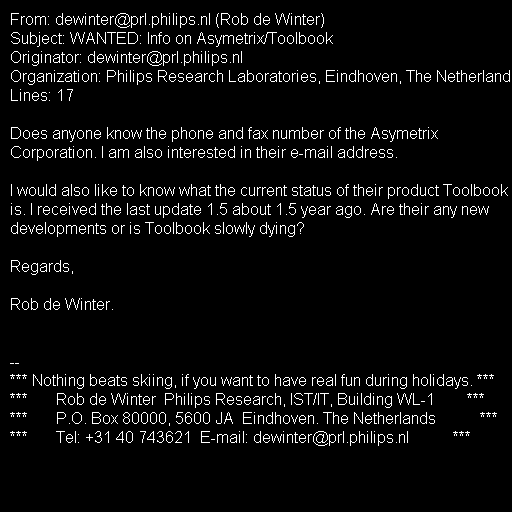 From: dewinter@prl.philips.nl (Rob de Winter)
Subject: WANTED: Info on Asymetrix/Toolbook
Originator: dewinter@prl.philips.nl
Organization: Philips Research Laboratories, Eindhoven, The Netherland
Lines: 17
Does anyone know the phone and fax number of the Asymetrix
Corporation. I am also interested in their e-mail address.
I would also like to know what the current status of their product Toolbook
is. I received the last update 1.5 about 1.5 year ago. Are their any new
developments or is Toolbook slowly dying?
Regards,
Rob de Winter.
--
*** Nothing beats skiing, if you want to have real fun during holidays. ***
*** Rob de Winter Philips Research, IST/IT, Building WL-1 ***
*** P.O. Box 80000, 5600 JA Eindhoven. The Netherlands ***
*** Tel: +31 40 743621 E-mail: dewinter@prl.philips.nl ***